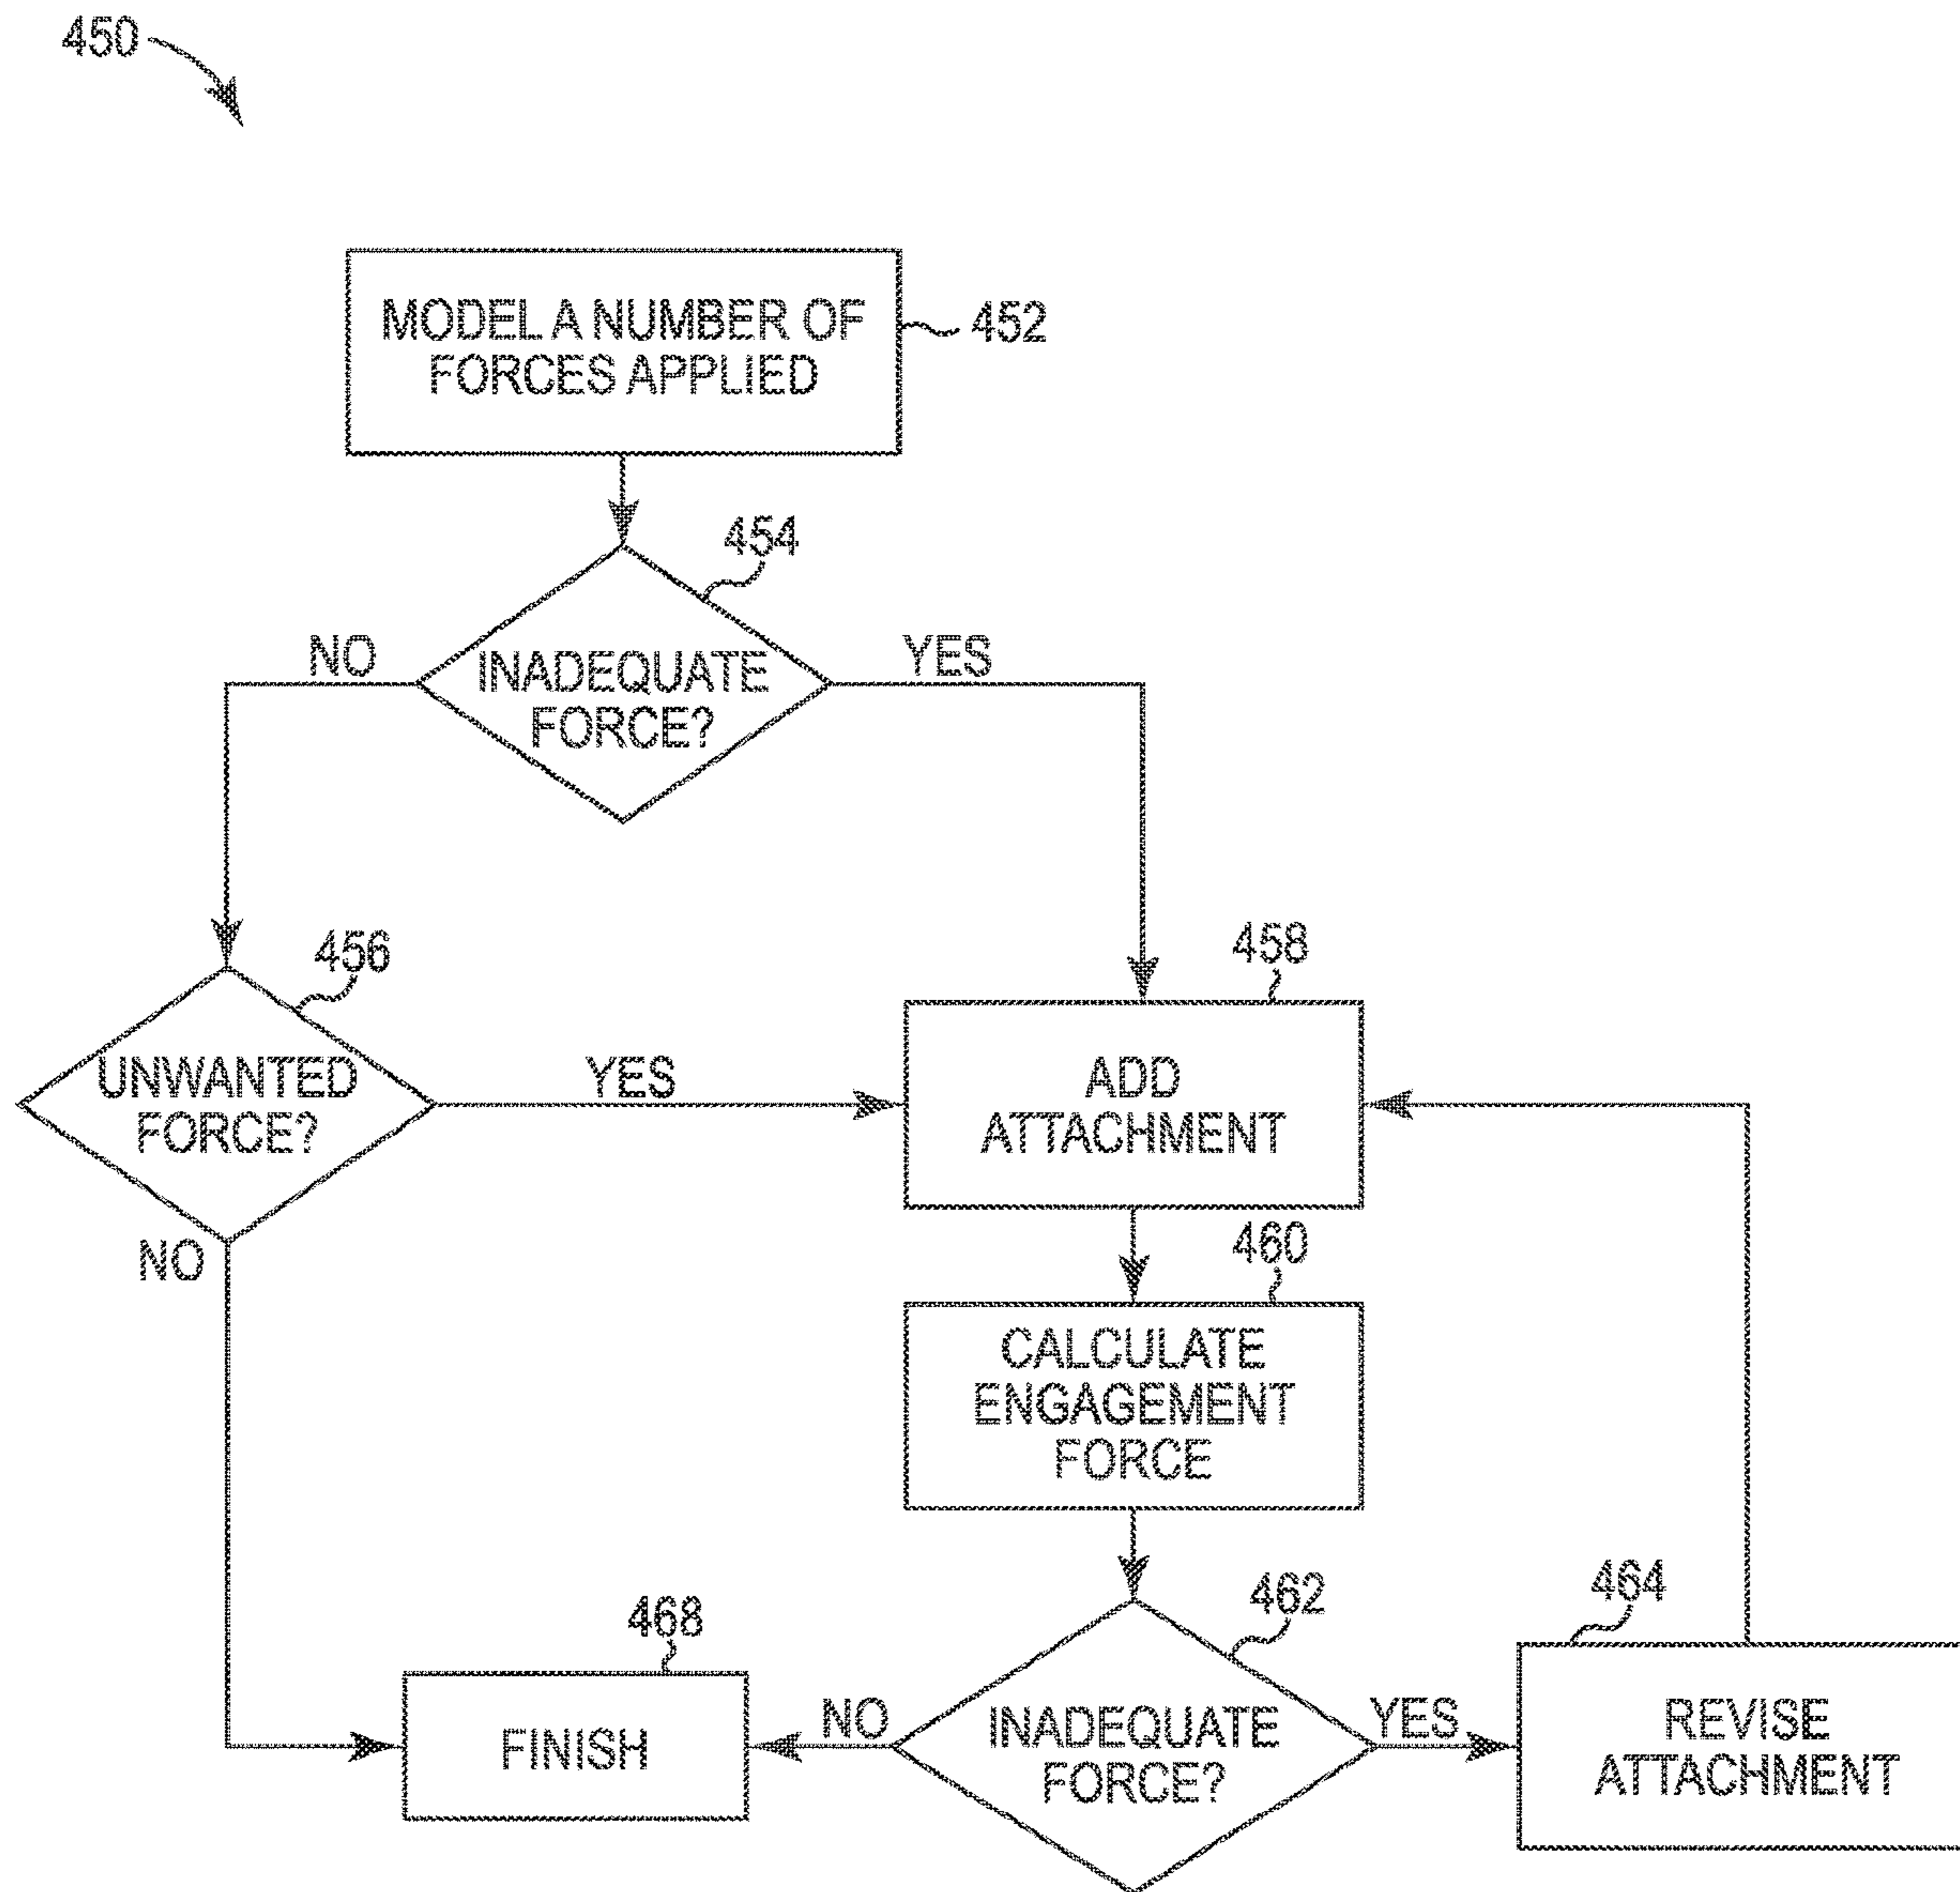 450
MODEL A NUMBER OF
FORCES APPLIED
452
454
NO
INADEQUATE
FORCE?
YES
456
458
UNWANTED
FORCE?
YES
ADD
ATTACHMENT
NO
460
CALCULATE
ENGAGEMENT
FORCE
468
462
464
FINISH
NO
INADEQUATE
FORCE?
YES
REVISE
ATTACHMENT